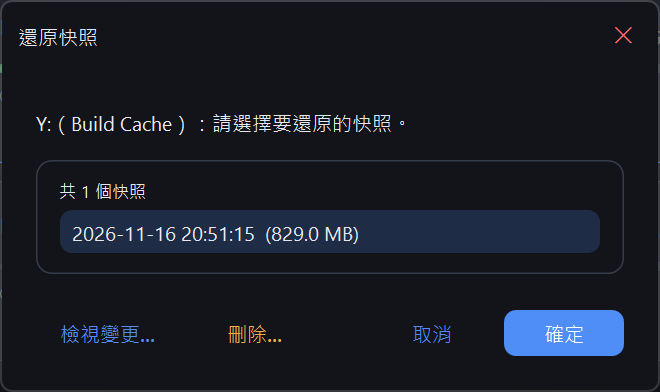 還原快照
Y: ( Build Cache ) ：請選擇要還原的快照。
共 1 個快照
2026-11-16 20:51:15  (829.0 MB)
檢視變更... 刪除... 取消 確定